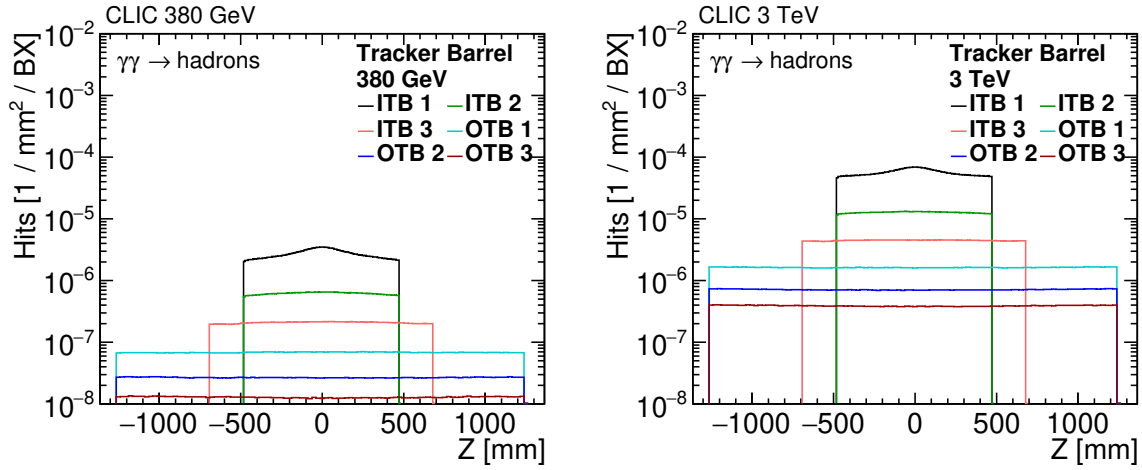 CLIC 380 GeV
Hits [1 / mm² / BX]
10⁻²
10⁻³
10⁻⁴
10⁻⁵
10⁻⁶
10⁻⁷
10⁻⁸
γγ → hadrons
Tracker Barrel
380 GeV
ITB 1 ITB 2
ITB 3 OTB 1
OTB 2 OTB 3
−1000 −500 0 500 1000
Z [mm]
CLIC 3 TeV
Hits [1 / mm² / BX]
10⁻²
10⁻³
10⁻⁴
10⁻⁵
10⁻⁶
10⁻⁷
10⁻⁸
γγ → hadrons
Tracker Barrel
3 TeV
ITB 1 ITB 2
ITB 3 OTB 1
OTB 2 OTB 3
−1000 −500 0 500 1000
Z [mm]